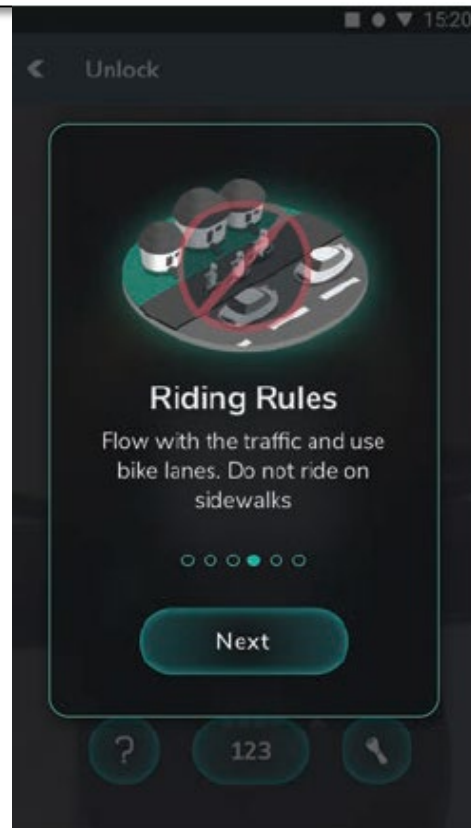 15:20
Unlock
Riding Rules
Flow with the traffic and use
bike lanes. Do not ride on
sidewalks
Next
?
123